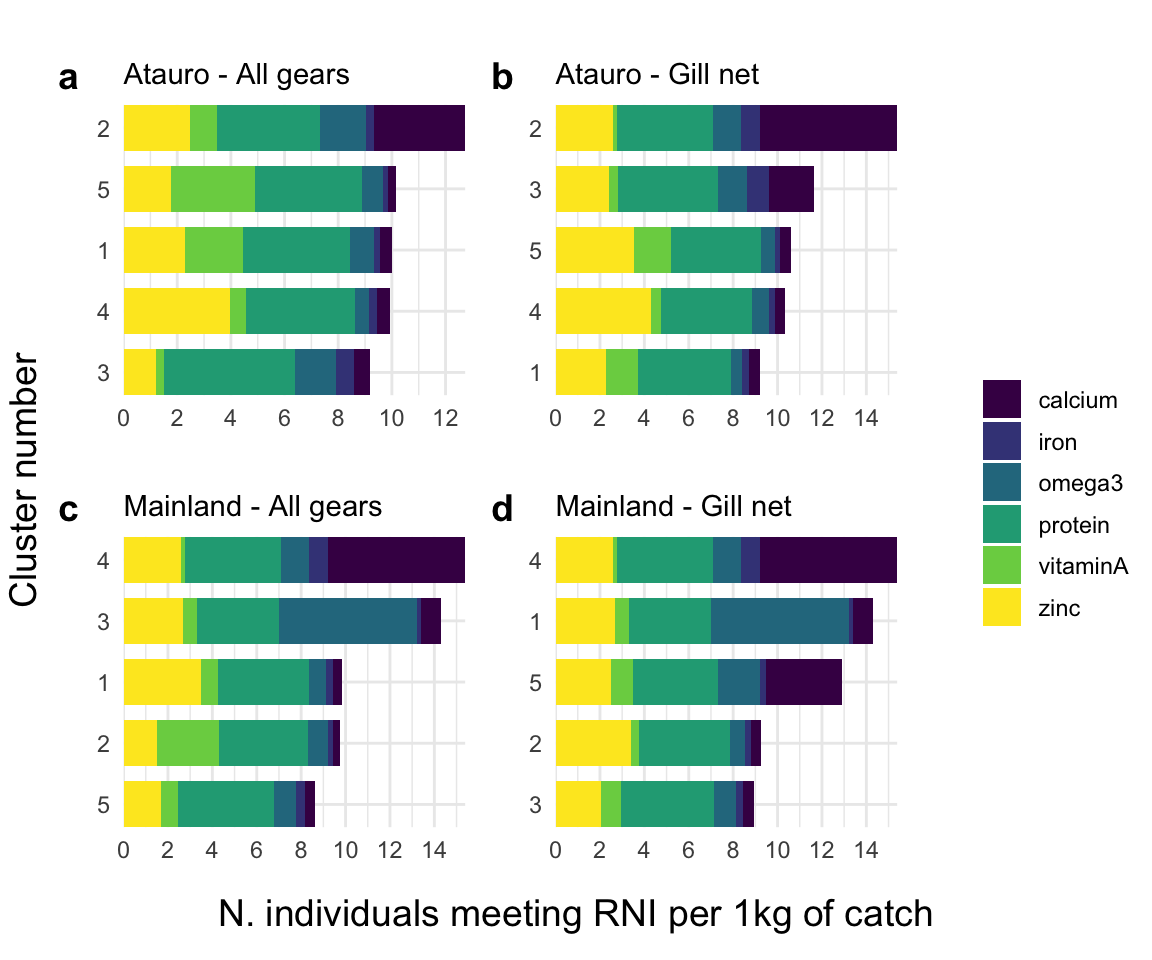 a Atauro - All gears
2
5
1
4
3
0 2 4 6 8 10 12
b Atauro - Gill net
2
3
5
4
1
0 2 4 6 8 10 12 14
c Mainland - All gears
4
3
1
2
5
0 2 4 6 8 10 12 14
d Mainland - Gill net
4
1
5
2
3
0 2 4 6 8 10 12 14
Cluster number
N. individuals meeting RNI per 1kg of catch
calcium
iron
omega3
protein
vitaminA
zinc